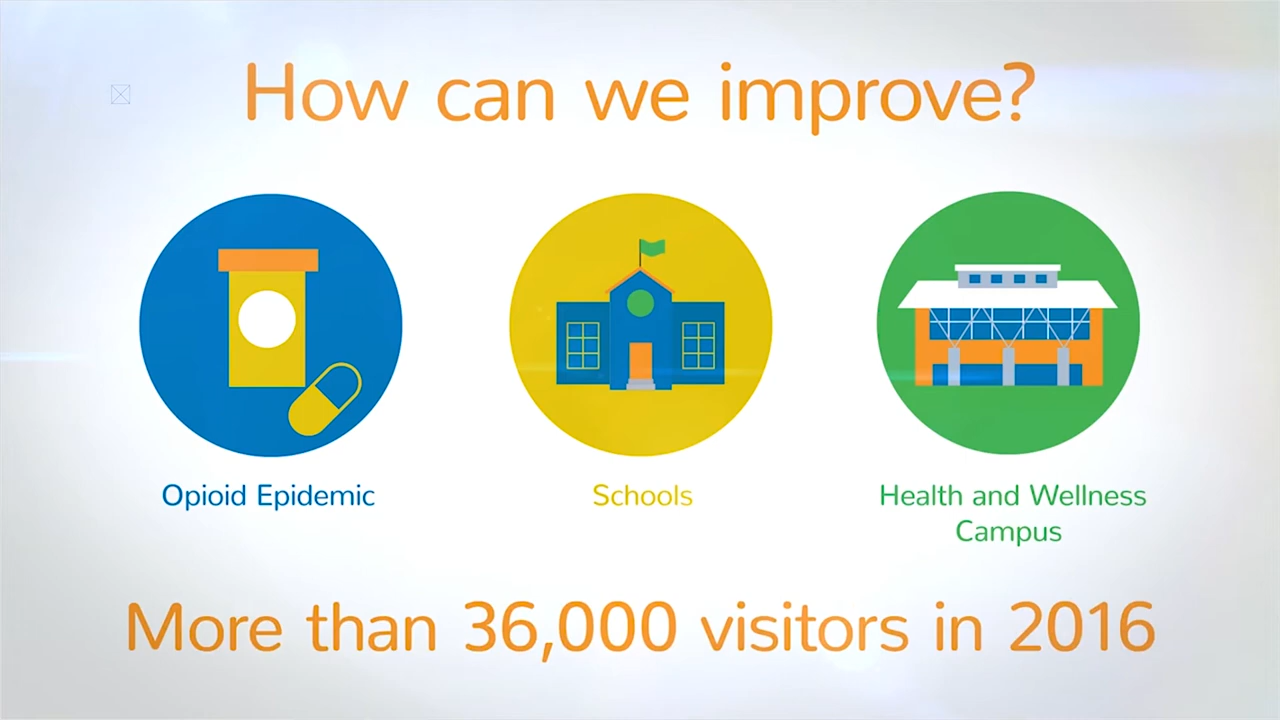 How can we improve?
Opioid Epidemic
Schools
Health and Wellness
Campus
More than 36,000 visitors in 2016